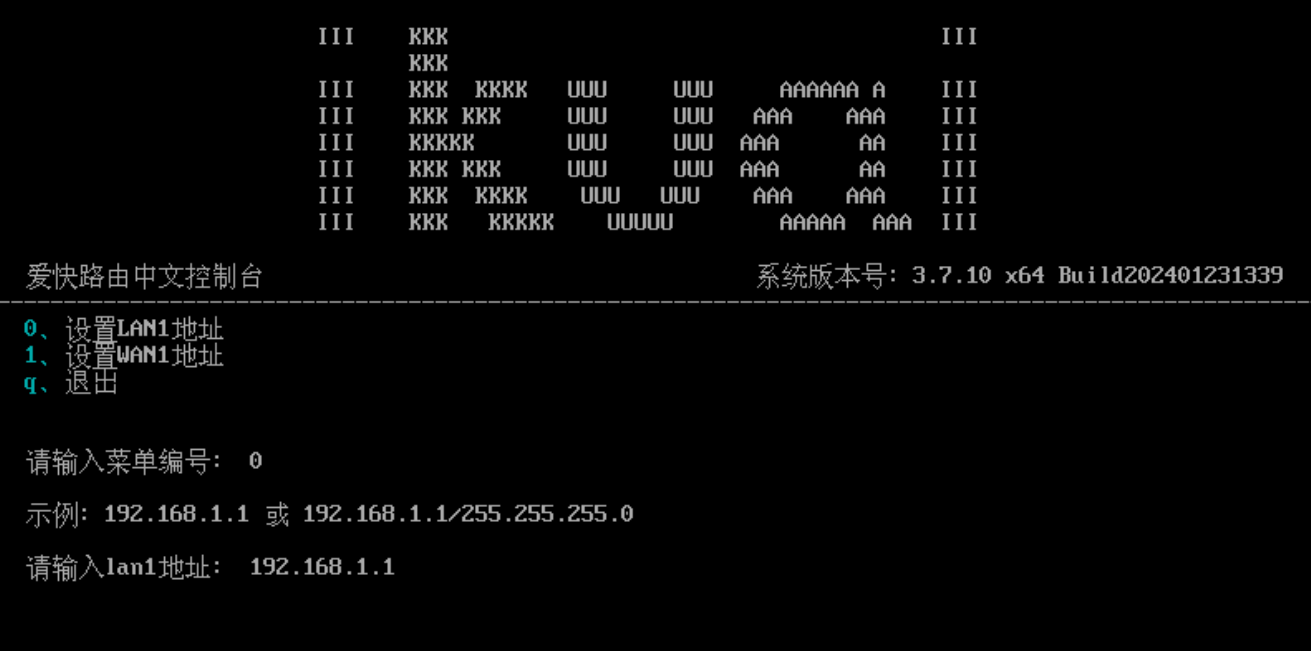 III    KKK                                     III
       KKK
III    KKK  KKKK   UUU     UUU     AAAAAA A    III
III    KKK KKK     UUU     UUU   AAA    AAA    III
III    KKKKK       UUU     UUU  AAA      AA    III
III    KKK KKK     UUU     UUU  AAA      AA    III
III    KKK  KKKK    UUU   UUU    AAA    AAA    III
III    KKK   KKKKK    UUUUU        AAAAA  AAA  III
爱快路由中文控制台 系统版本号: 3.7.10 x64 Build202401231339
0、设置LAN1地址
1、设置WAN1地址
q、退出
请输入菜单编号: 0
示例: 192.168.1.1 或 192.168.1.1/255.255.255.0
请输入lan1地址: 192.168.1.1